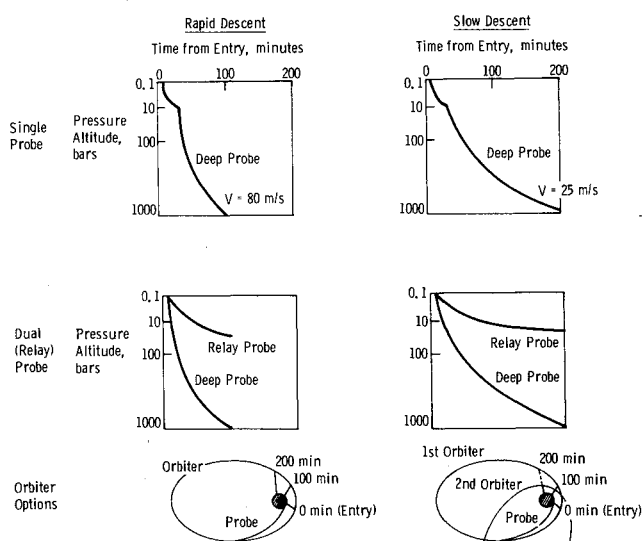 Rapid Descent
Slow Descent
Time from Entry, minutes
Time from Entry, minutes
0 100 200
0 100 200
Single Probe
Pressure Altitude, bars
0.1
10
100
1000
Deep Probe
V = 80 m/s
0.1
10
100
1000
Deep Probe
V = 25 m/s
Dual (Relay) Probe
Pressure Altitude, bars
0.1
10
100
1000
Relay Probe
Deep Probe
0.1
10
100
1000
Relay Probe
Deep Probe
Orbiter Options
Orbiter
200 min
100 min
0 min (Entry)
Probe
1st Orbiter
200 min
100 min
2nd Orbiter
0 min (Entry)
Probe